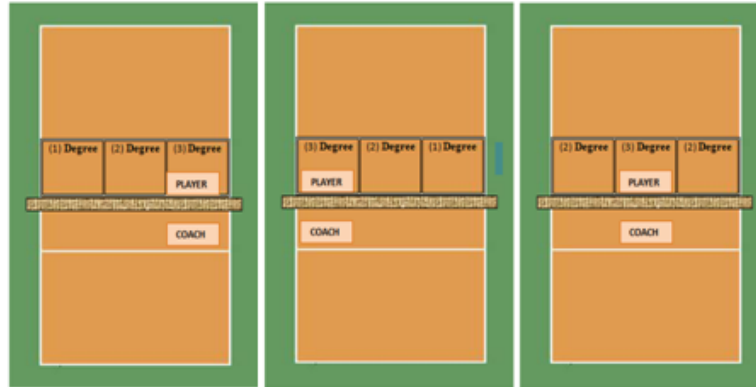 (1) Degree (2) Degree (3) Degree
PLAYER
COACH
(3) Degree (2) Degree (1) Degree
PLAYER
COACH
(2) Degree (3) Degree (2) Degree
PLAYER
COACH